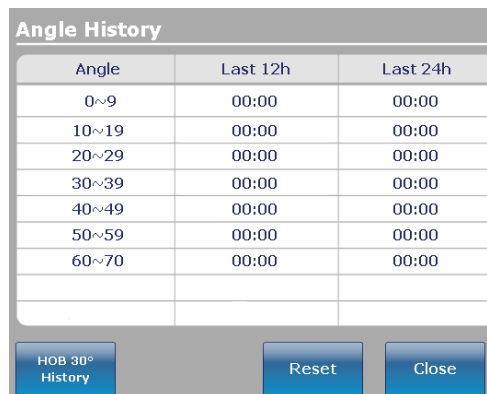 Angle History
Angle Last 12h Last 24h
0~9 00:00 00:00
10~19 00:00 00:00
20~29 00:00 00:00
30~39 00:00 00:00
40~49 00:00 00:00
50~59 00:00 00:00
60~70 00:00 00:00
HOB 30°
History
Reset
Close